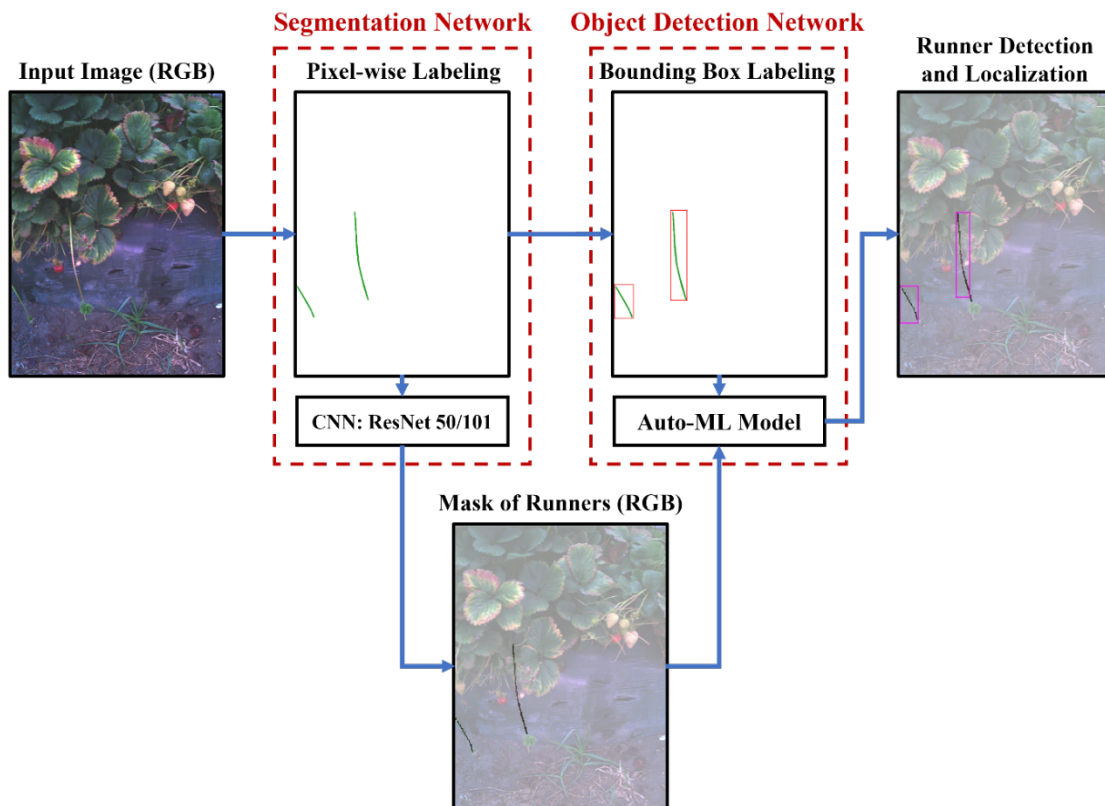 Segmentation Network
Object Detection Network
Input Image (RGB)
Pixel-wise Labeling
Bounding Box Labeling
Runner Detection
and Localization
CNN: ResNet 50/101
Auto-ML Model
Mask of Runners (RGB)